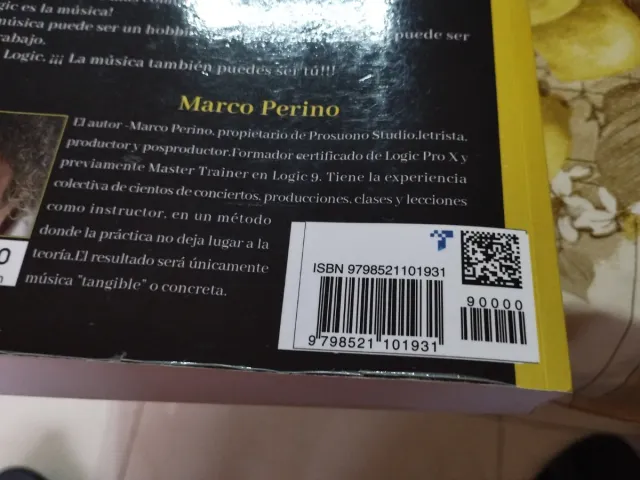 gic es la música!
música puede ser un hobbi puede ser
rabajo.
Logic. ¡¡¡ La música también puedes ser tú!!!
Marco Perino
El autor -Marco Perino, propietario de Prosuono Studio,letrista,
productor y posproductor.Formador certificado de Logic Pro X y
previamente Master Trainer en Logic 9. Tiene la experiencia
colectiva de cientos de conciertos, producciones, clases y lecciones
como instructor, en un método
donde la práctica no deja lugar a la
teoría.El resultado será únicamente
música "tangible" o concreta.
O
n
ISBN 9798521101931
90000
9 798521 101931